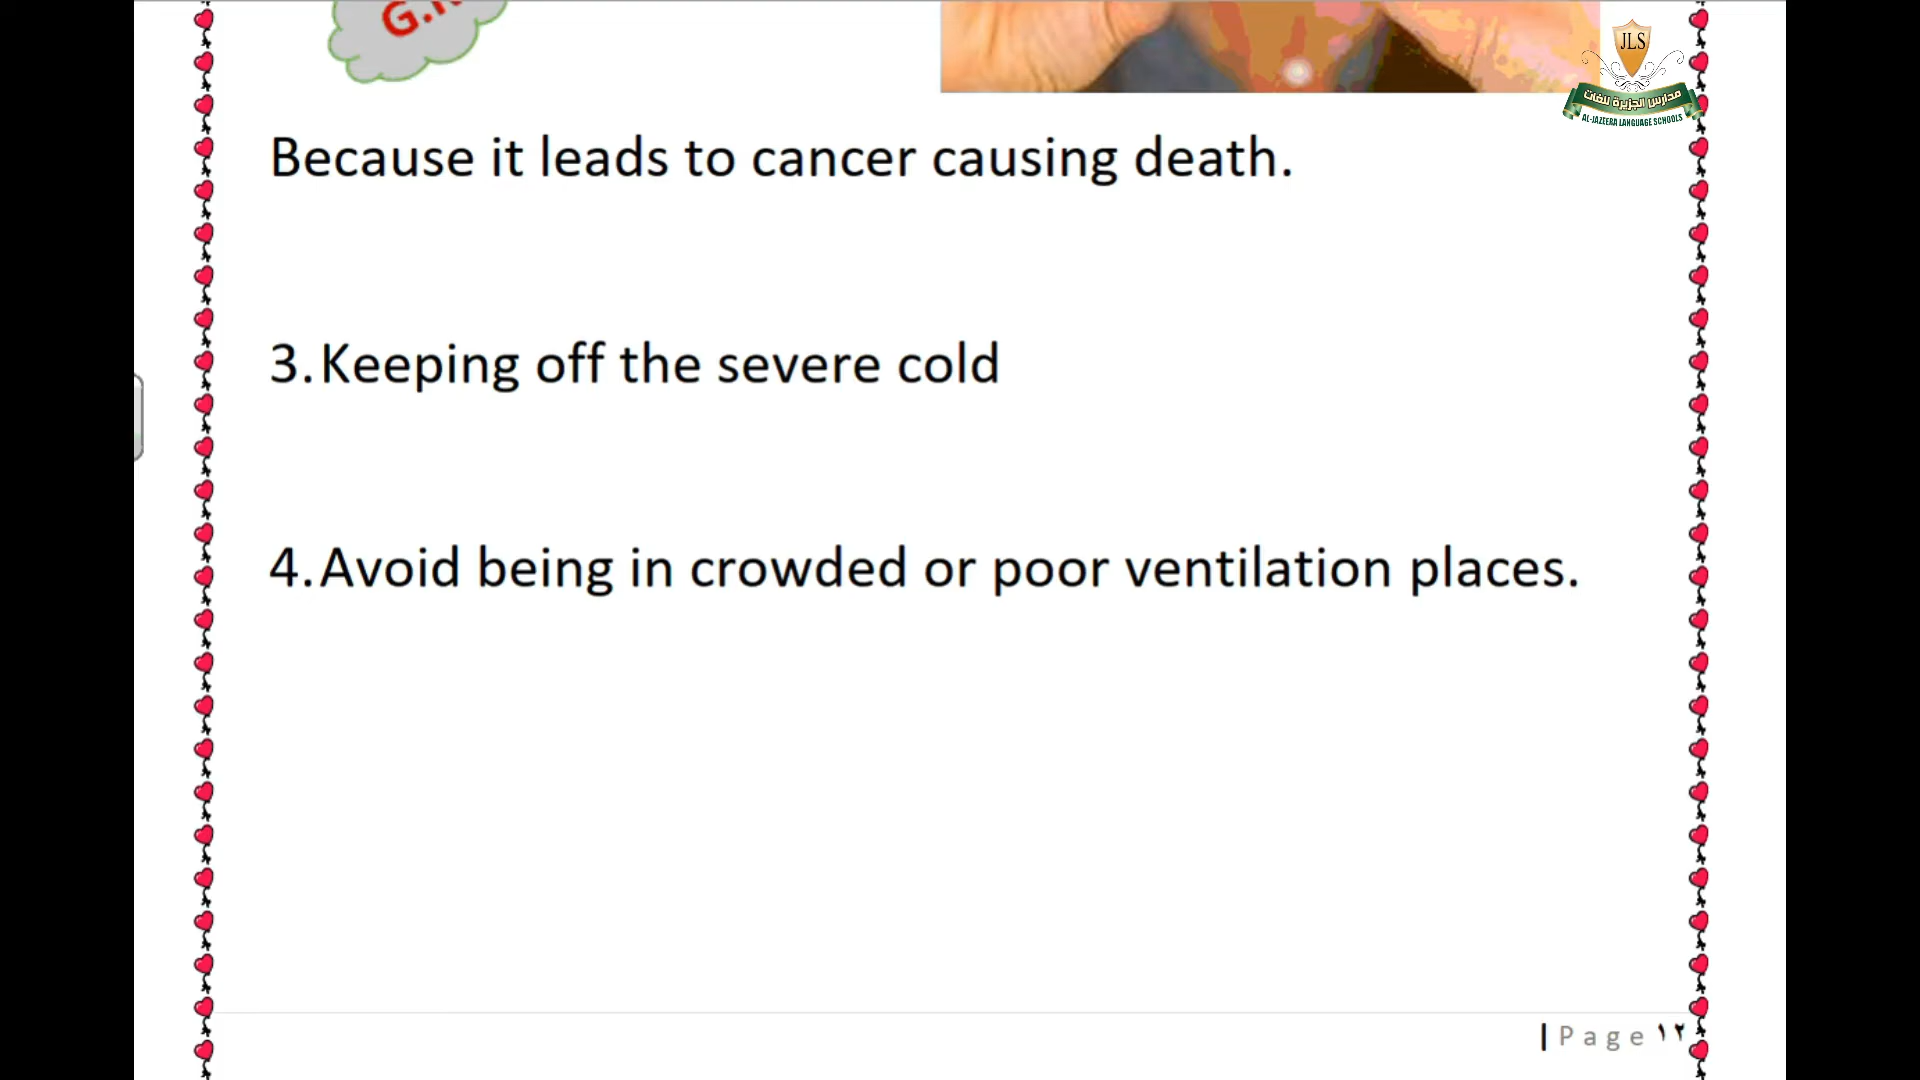 JLS
مدارس الجزيرة للغات
AL-JAZEERA LANGUAGE SCHOOLS
Because it leads to cancer causing death.
3.Keeping off the severe cold
4.Avoid being in crowded or poor ventilation places.
| Page ١٢